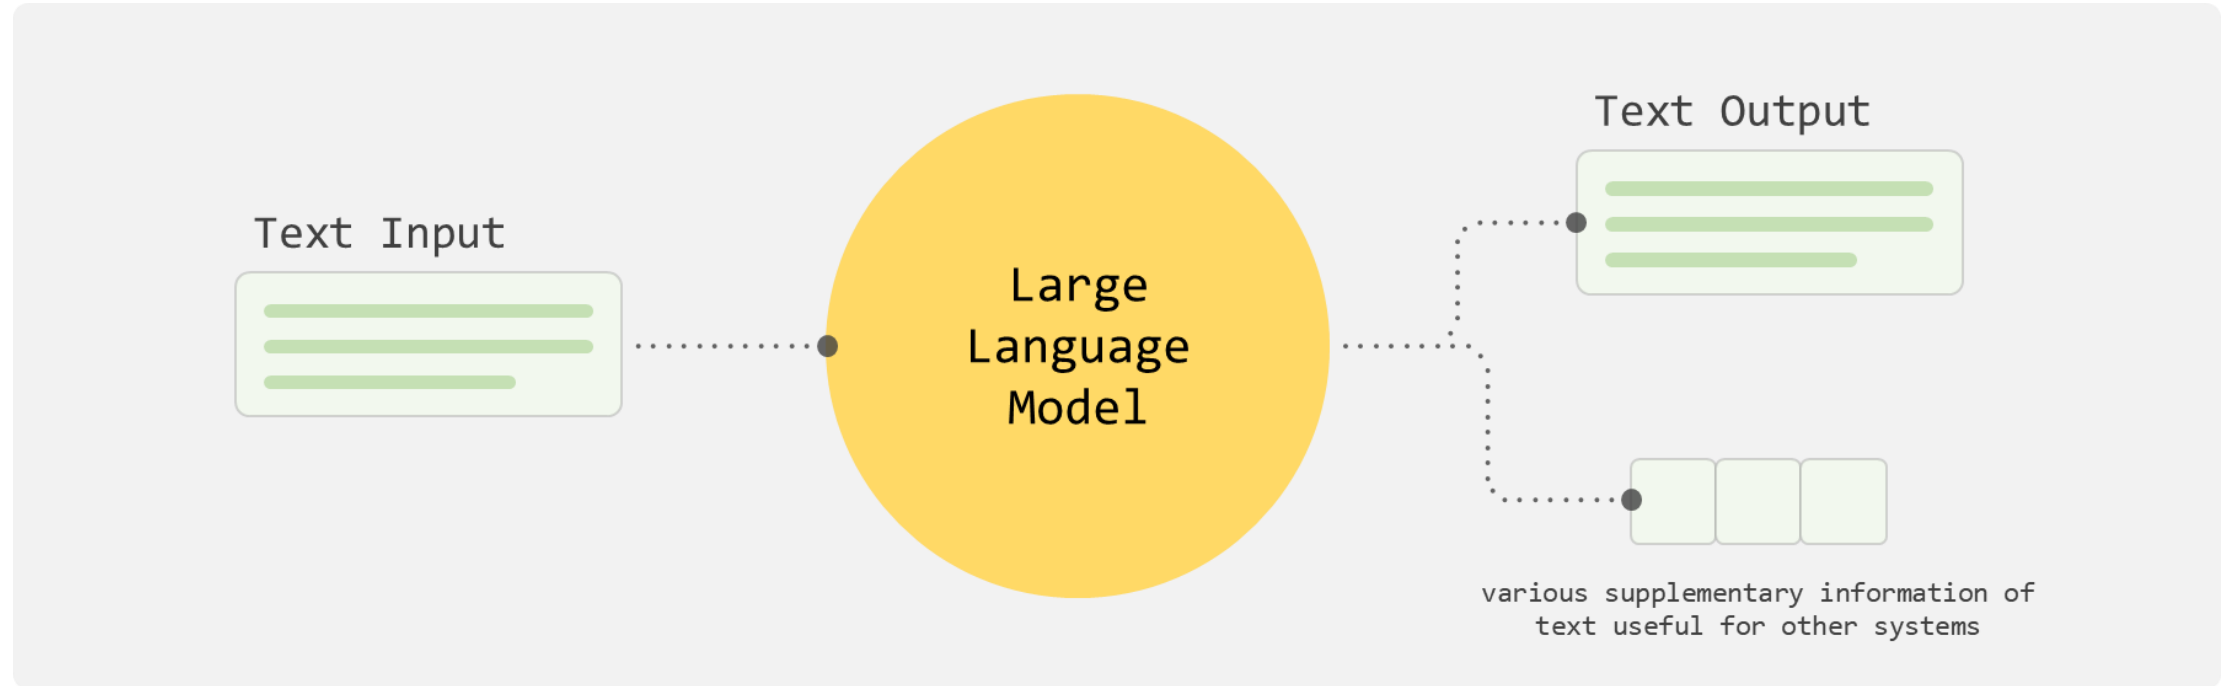 Text Input
Large
Language
Model
Text Output
various supplementary information of
text useful for other systems